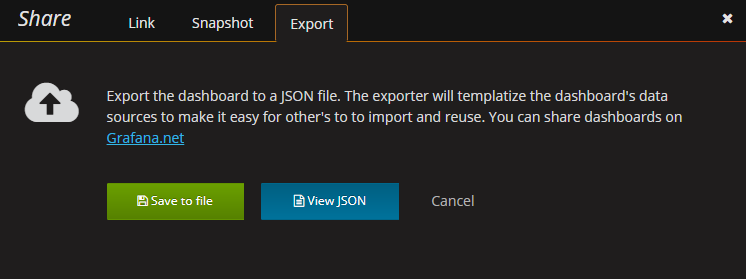 Share Link Snapshot Export
Export the dashboard to a JSON file. The exporter will templatize the dashboard's data
sources to make it easy for other's to to import and reuse. You can share dashboards on
Grafana.net
Save to file View JSON Cancel